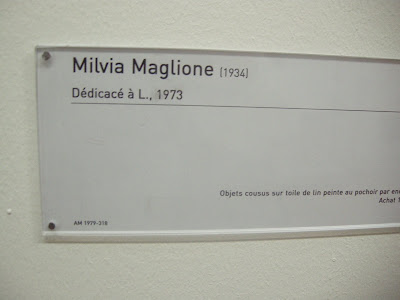 Milvia Maglione [1934]
Dédicacé à L., 1973
Objets cousus sur toile de lin peinte au pochoir par
Achat
AM 1979-318